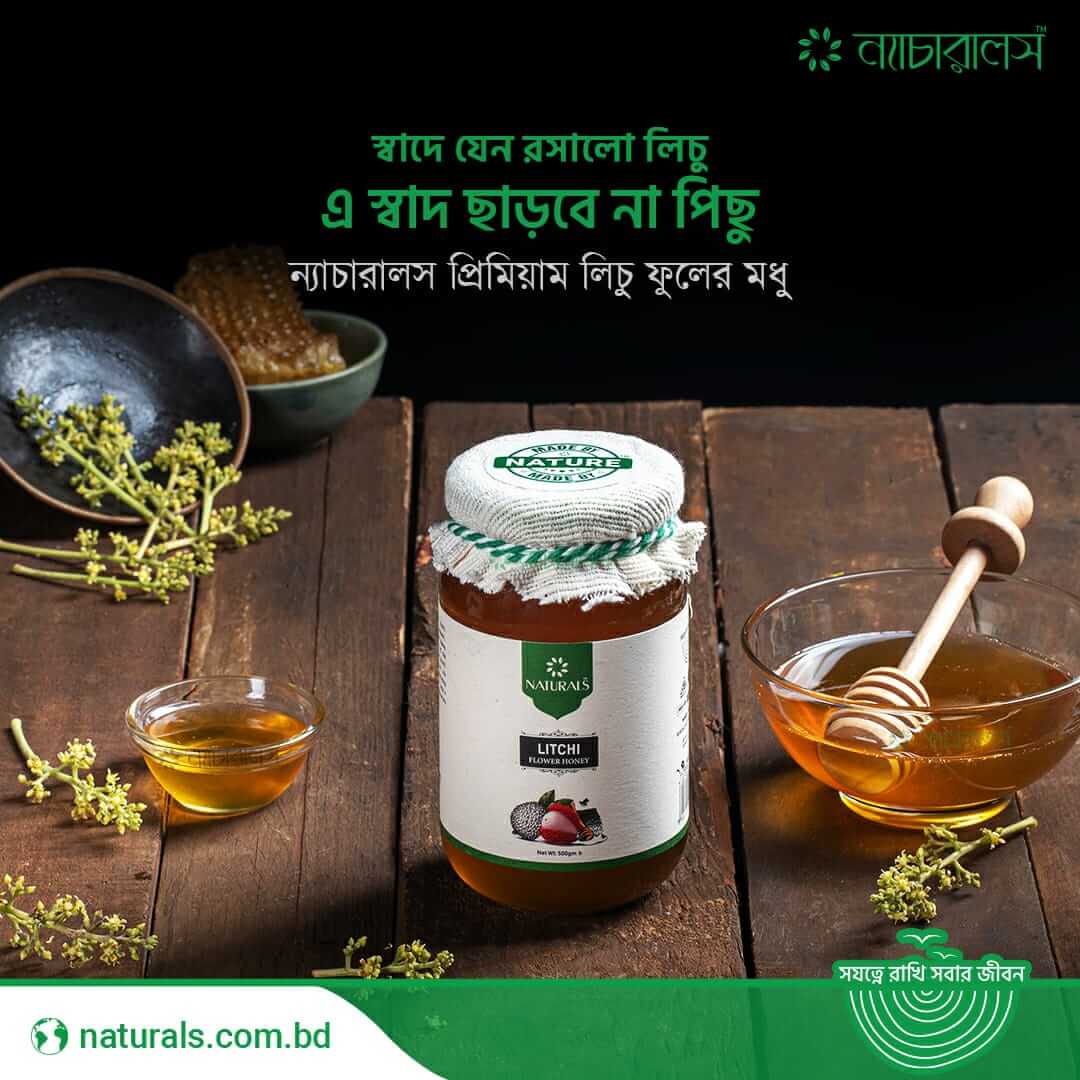 ন্যাচারালস™
স্বাদে যেন রসালো লিচু
এ স্বাদ ছাড়বে না পিছু
ন্যাচারালস প্রিমিয়াম লিচু ফুলের মধু
MADE BY
NATURE
MADE BY
NATURALS
LITCHI
FLOWER HONEY
Net Wt. 500gm
সযত্নে রাখি সবার জীবন
naturals.com.bd